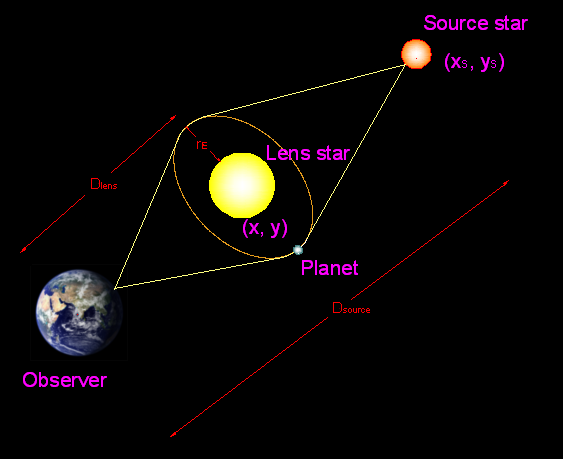 Source star
(xs, ys)
rE
Lens star
Dlens
(x, y)
Planet
Dsource
Observer